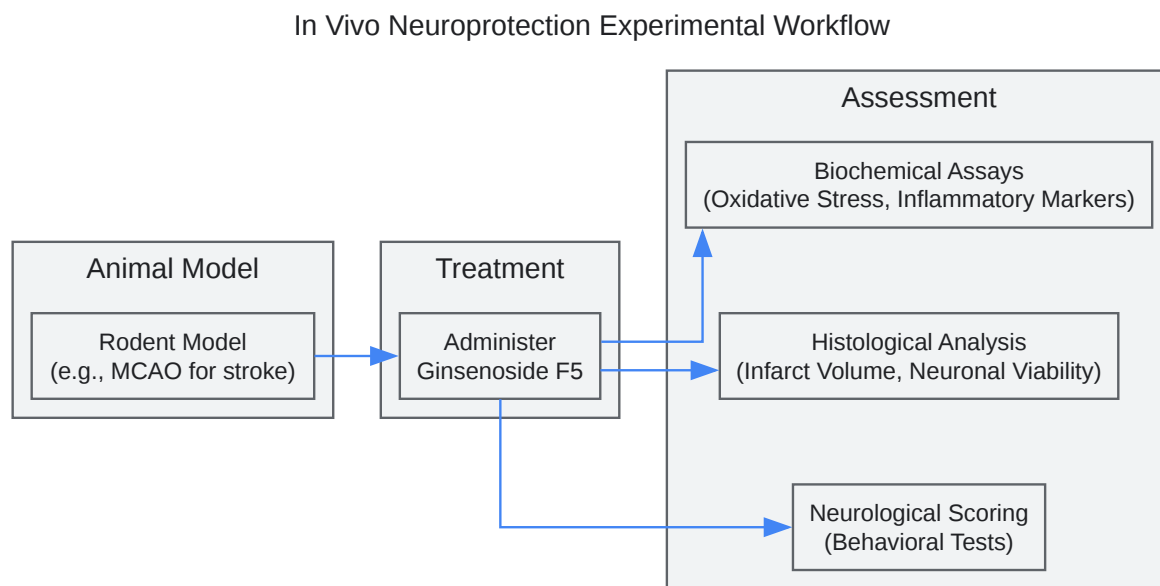 In Vivo Neuroprotection Experimental Workflow
Animal Model
Rodent Model
(e.g., MCAO for stroke)
Treatment
Administer
Ginsenoside F5
Assessment
Biochemical Assays
(Oxidative Stress, Inflammatory Markers)
Histological Analysis
(Infarct Volume, Neuronal Viability)
Neurological Scoring
(Behavioral Tests)